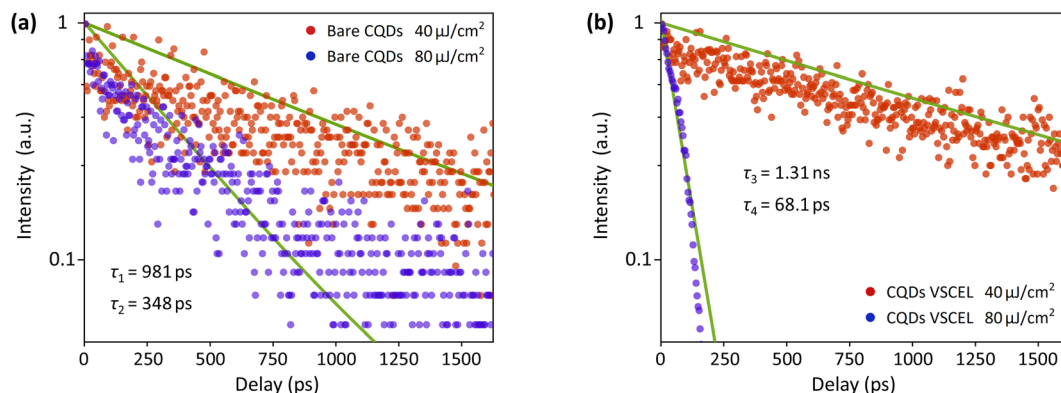 (a)
1
0.1
Intensity (a.u.)
Bare CQDs 40 μJ/cm²
Bare CQDs 80 μJ/cm²
τ₁ = 981 ps
τ₂ = 348 ps
0 250 500 750 1000 1250 1500
Delay (ps)
(b)
1
0.1
Intensity (a.u.)
τ₃ = 1.31 ns
τ₄ = 68.1 ps
CQDs VSCEL 40 μJ/cm²
CQDs VSCEL 80 μJ/cm²
0 250 500 750 1000 1250 1500
Delay (ps)